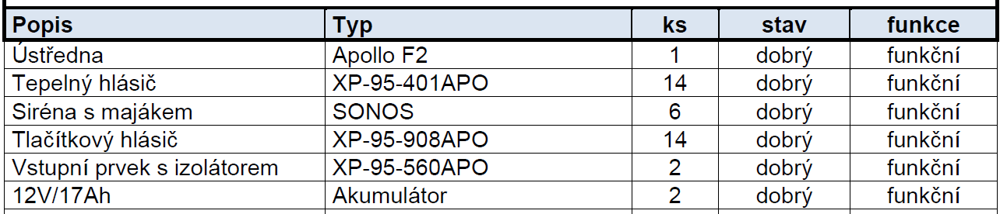 Popis Typ ks stav funkce
Ústředna Apollo F2 1 dobrý funkční
Tepelný hlásič XP-95-401APO 14 dobrý funkční
Siréna s majákem SONOS 6 dobrý funkční
Tlačítkový hlásič XP-95-908APO 14 dobrý funkční
Vstupní prvek s izolátorem XP-95-560APO 2 dobrý funkční
12V/17Ah Akumulátor 2 dobrý funkční